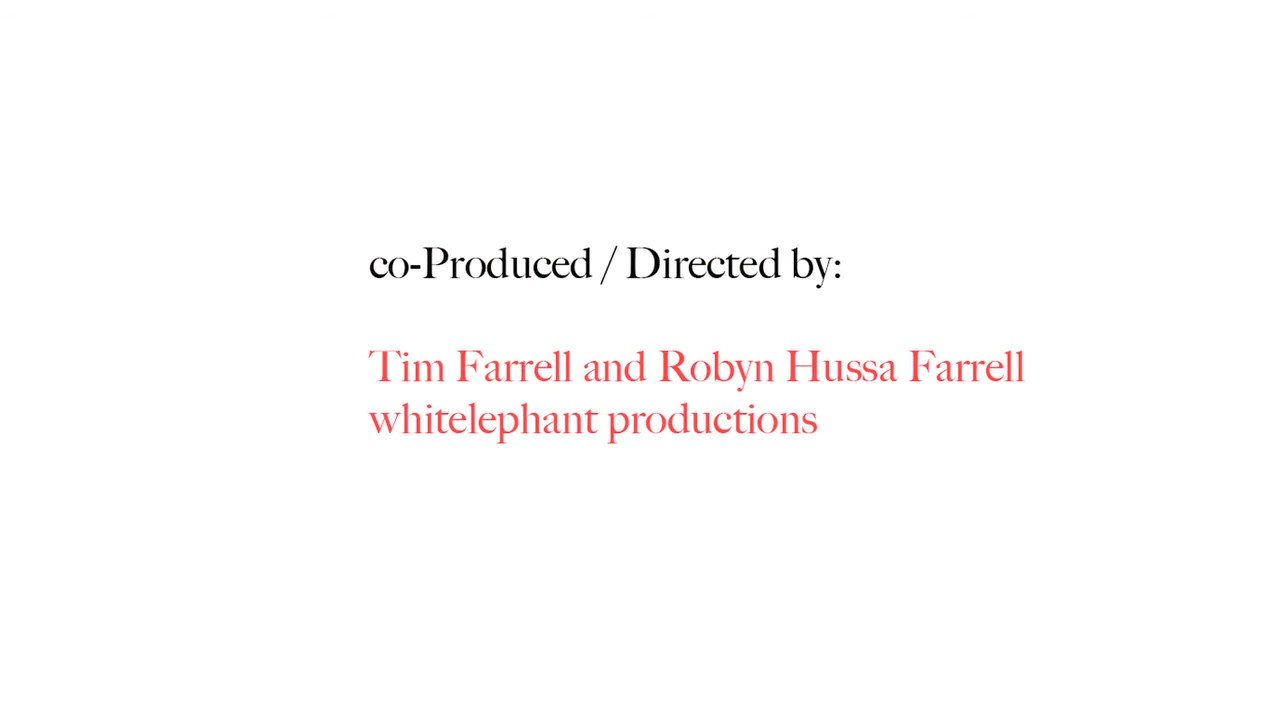 co-Produced / Directed by:
Tim Farrell and Robyn Hussa Farrell
whitelephant productions